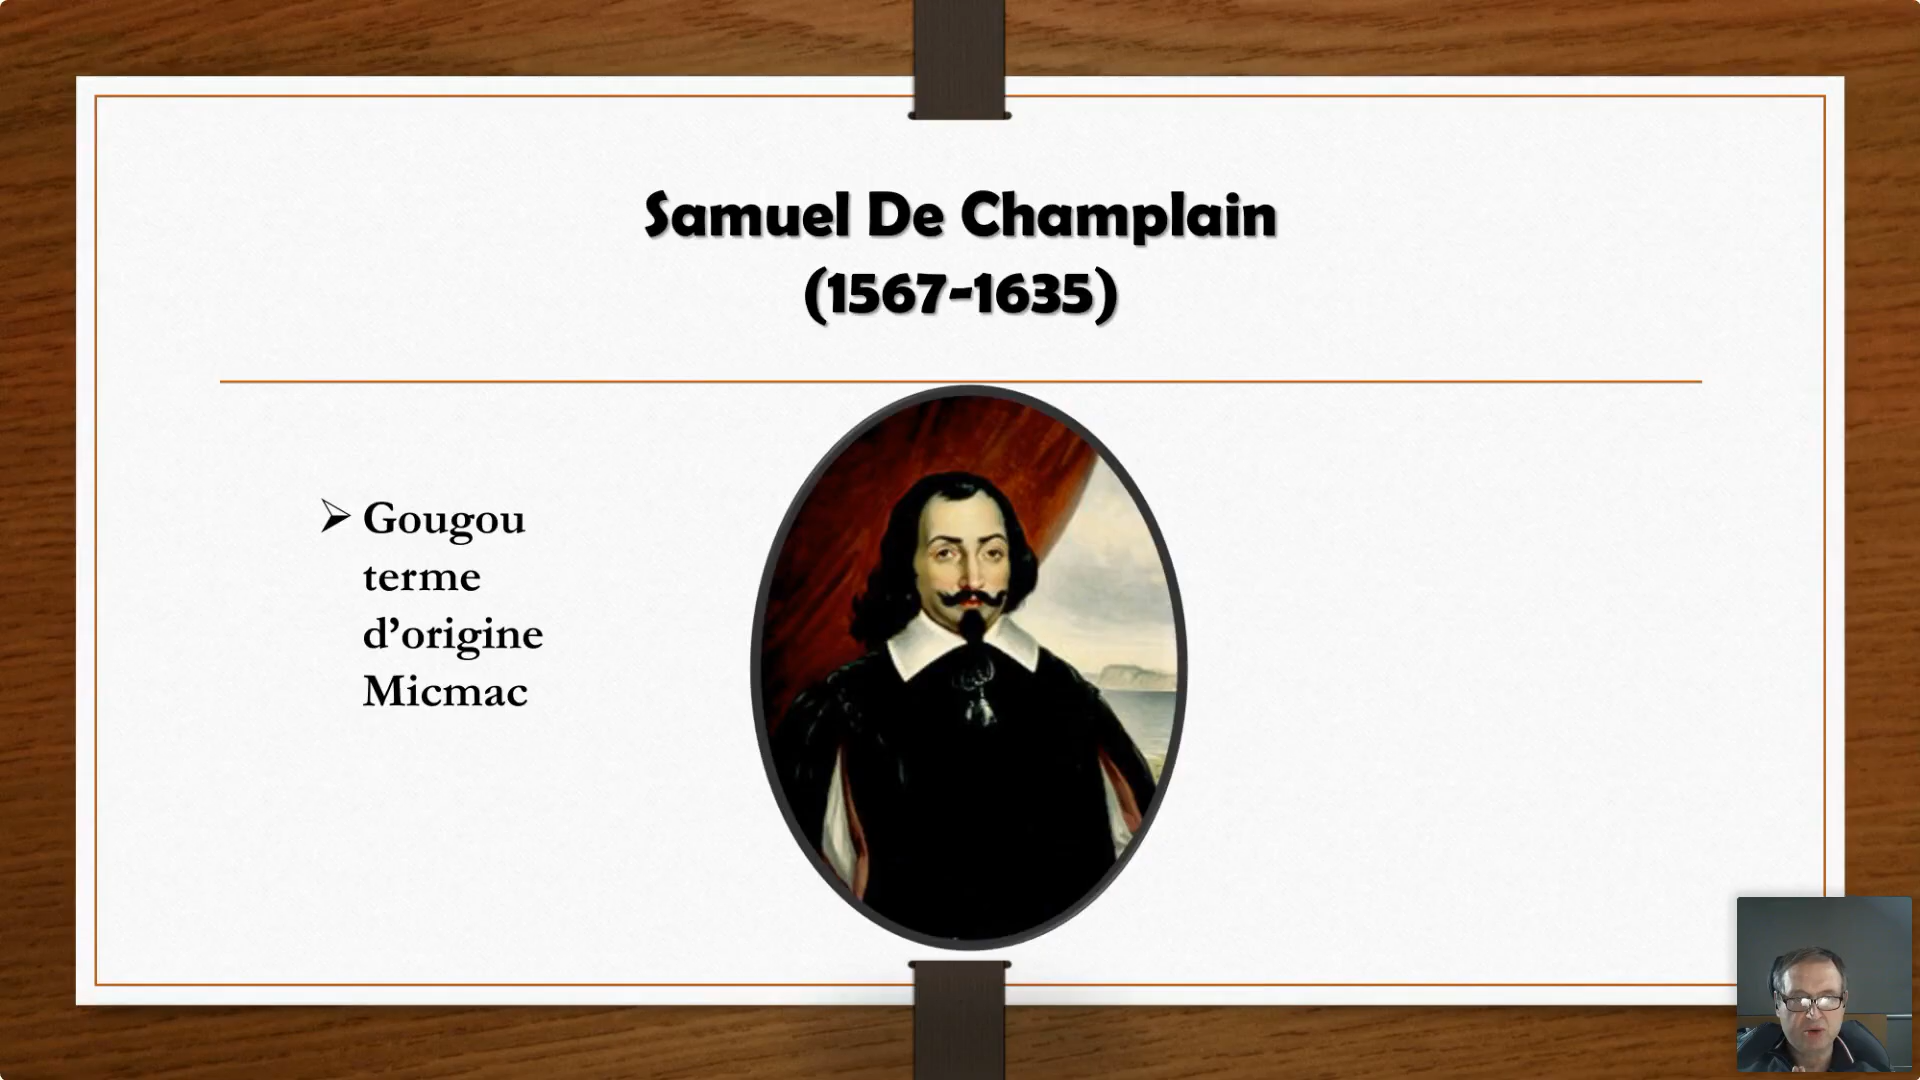 Samuel De Champlain
(1567-1635)
➢ Gougou
terme
d’origine
Micmac